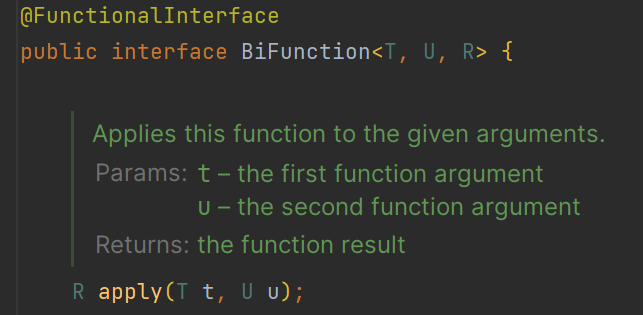 @FunctionalInterface
public interface BiFunction<T, U, R> {
Applies this function to the given arguments.
Params: t – the first function argument
u – the second function argument
Returns: the function result
R apply(T t, U u);